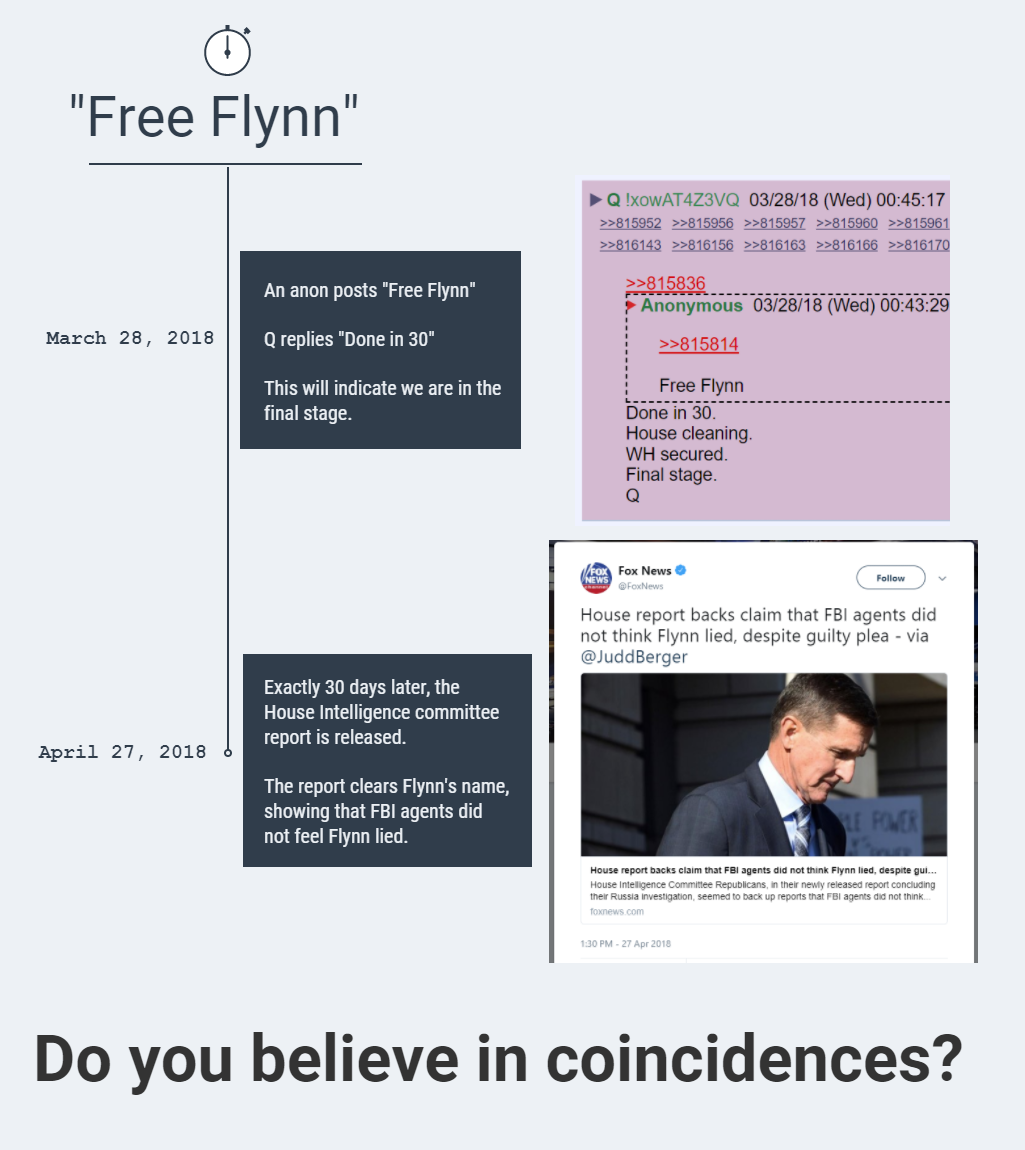 "Free Flynn"
March 28, 2018
An anon posts "Free Flynn"
Q replies "Done in 30"
This will indicate we are in the
final stage.
▶ Q !xowAT4Z3VQ 03/28/18 (Wed) 00:45:17
>>815952 >>815956 >>815957 >>815960 >>815961
>>816143 >>816156 >>816163 >>816166 >>816170
>>815836
▶ Anonymous 03/28/18 (Wed) 00:43:29
>>815814
Free Flynn
Done in 30.
House cleaning.
WH secured.
Final stage.
Q
April 27, 2018
Exactly 30 days later, the
House Intelligence committee
report is released.
The report clears Flynn's name,
showing that FBI agents did
not feel Flynn lied.
FOX
NEWS
Fox News
@FoxNews
Follow
House report backs claim that FBI agents did
not think Flynn lied, despite guilty plea - via
@JuddBerger
POWER
House report backs claim that FBI agents did not think Flynn lied, despite gui...
House Intelligence Committee Republicans, in their newly released report concluding
their Russia investigation, seemed to back up reports that FBI agents did not think...
foxnews.com
1:30 PM - 27 Apr 2018
Do you believe in coincidences?